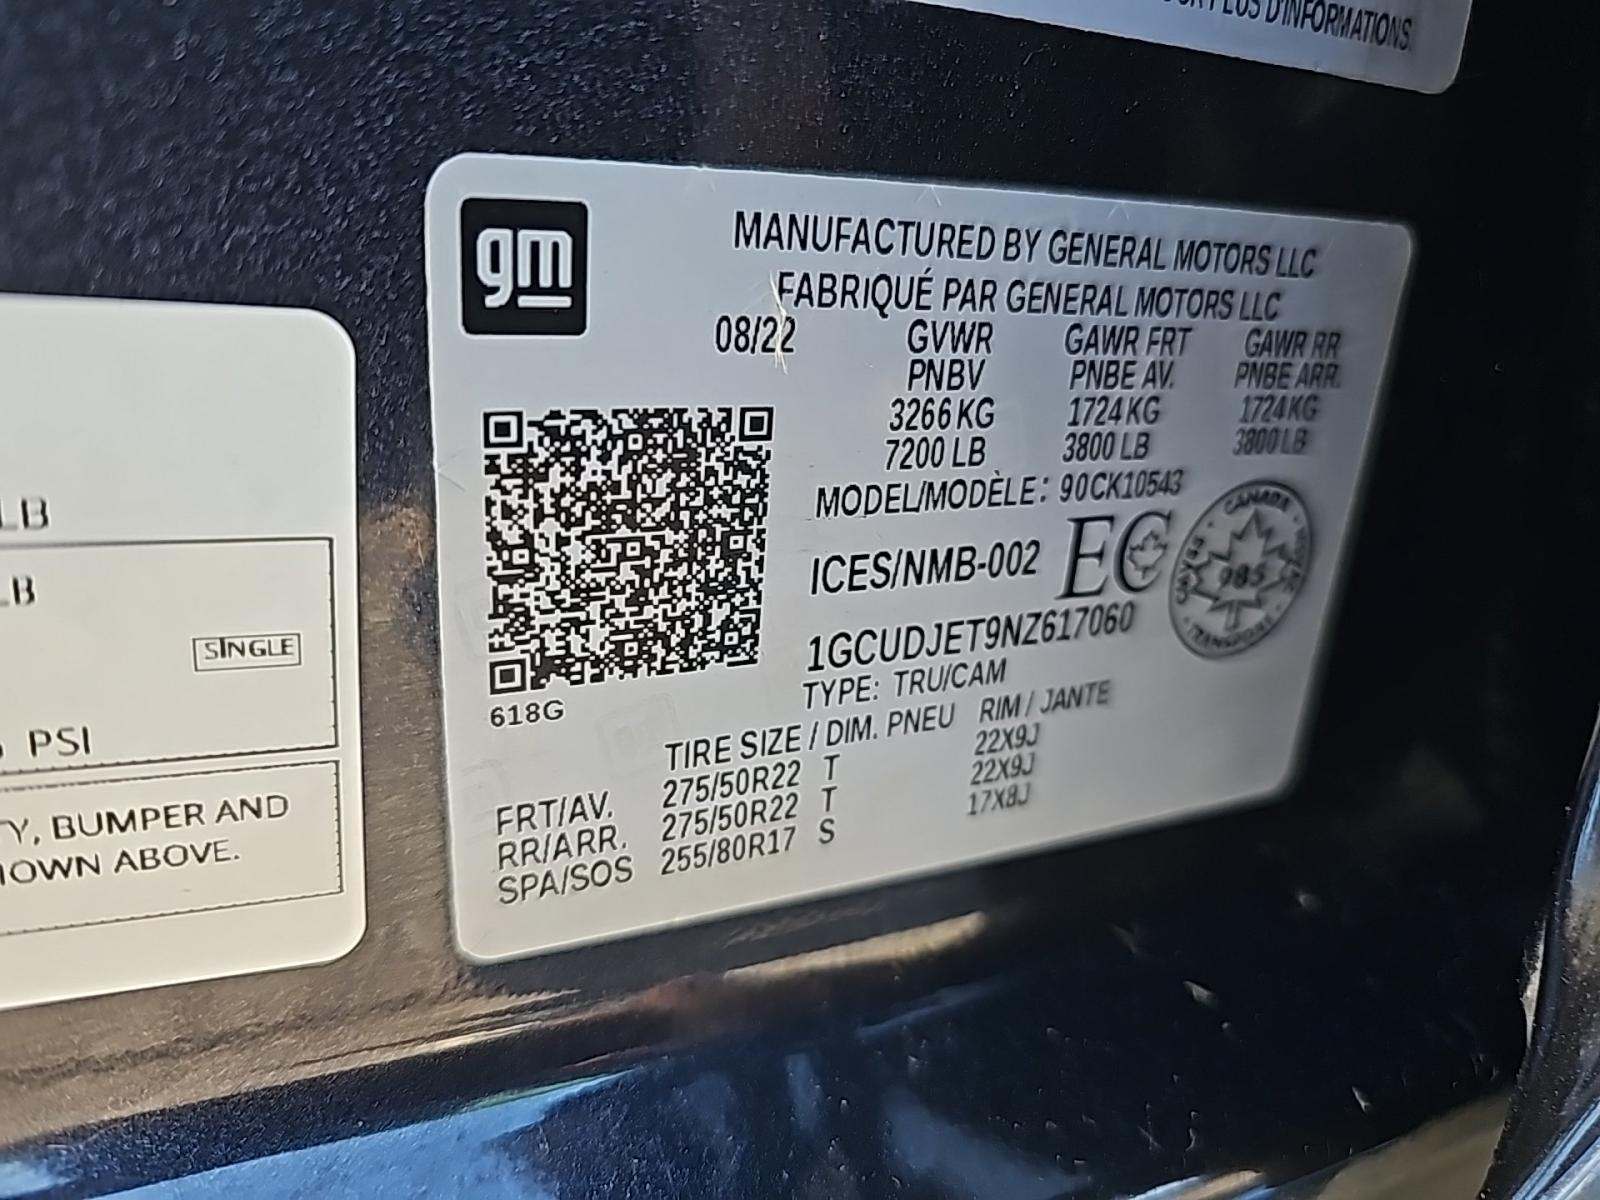 PLUS D'INFORMATIONS.
gm
MANUFACTURED BY GENERAL MOTORS LLC
FABRIQUÉ PAR GENERAL MOTORS LLC
08/22 GVWR GAWR FRT GAWR RR
PNBV PNBE AV. PNBE ARR.
3266 KG 1724 KG 1724 KG
7200 LB 3800 LB 3800 LB
MODEL/MODÈLE: 90CK10543
ICES/NMB-002 EC
CANADA
985
TRANSPORT
1GCUDJET9NZ617060
TYPE: TRU/CAM
618G
TIRE SIZE / DIM. PNEU RIM / JANTE
FRT/AV. 275/50R22 T 22X9J
RR/ARR. 275/50R22 T 22X9J
SPA/SOS 255/80R17 S 17X8J
LB
LB
SINGLE
PSI
Y, BUMPER AND
OWN ABOVE.